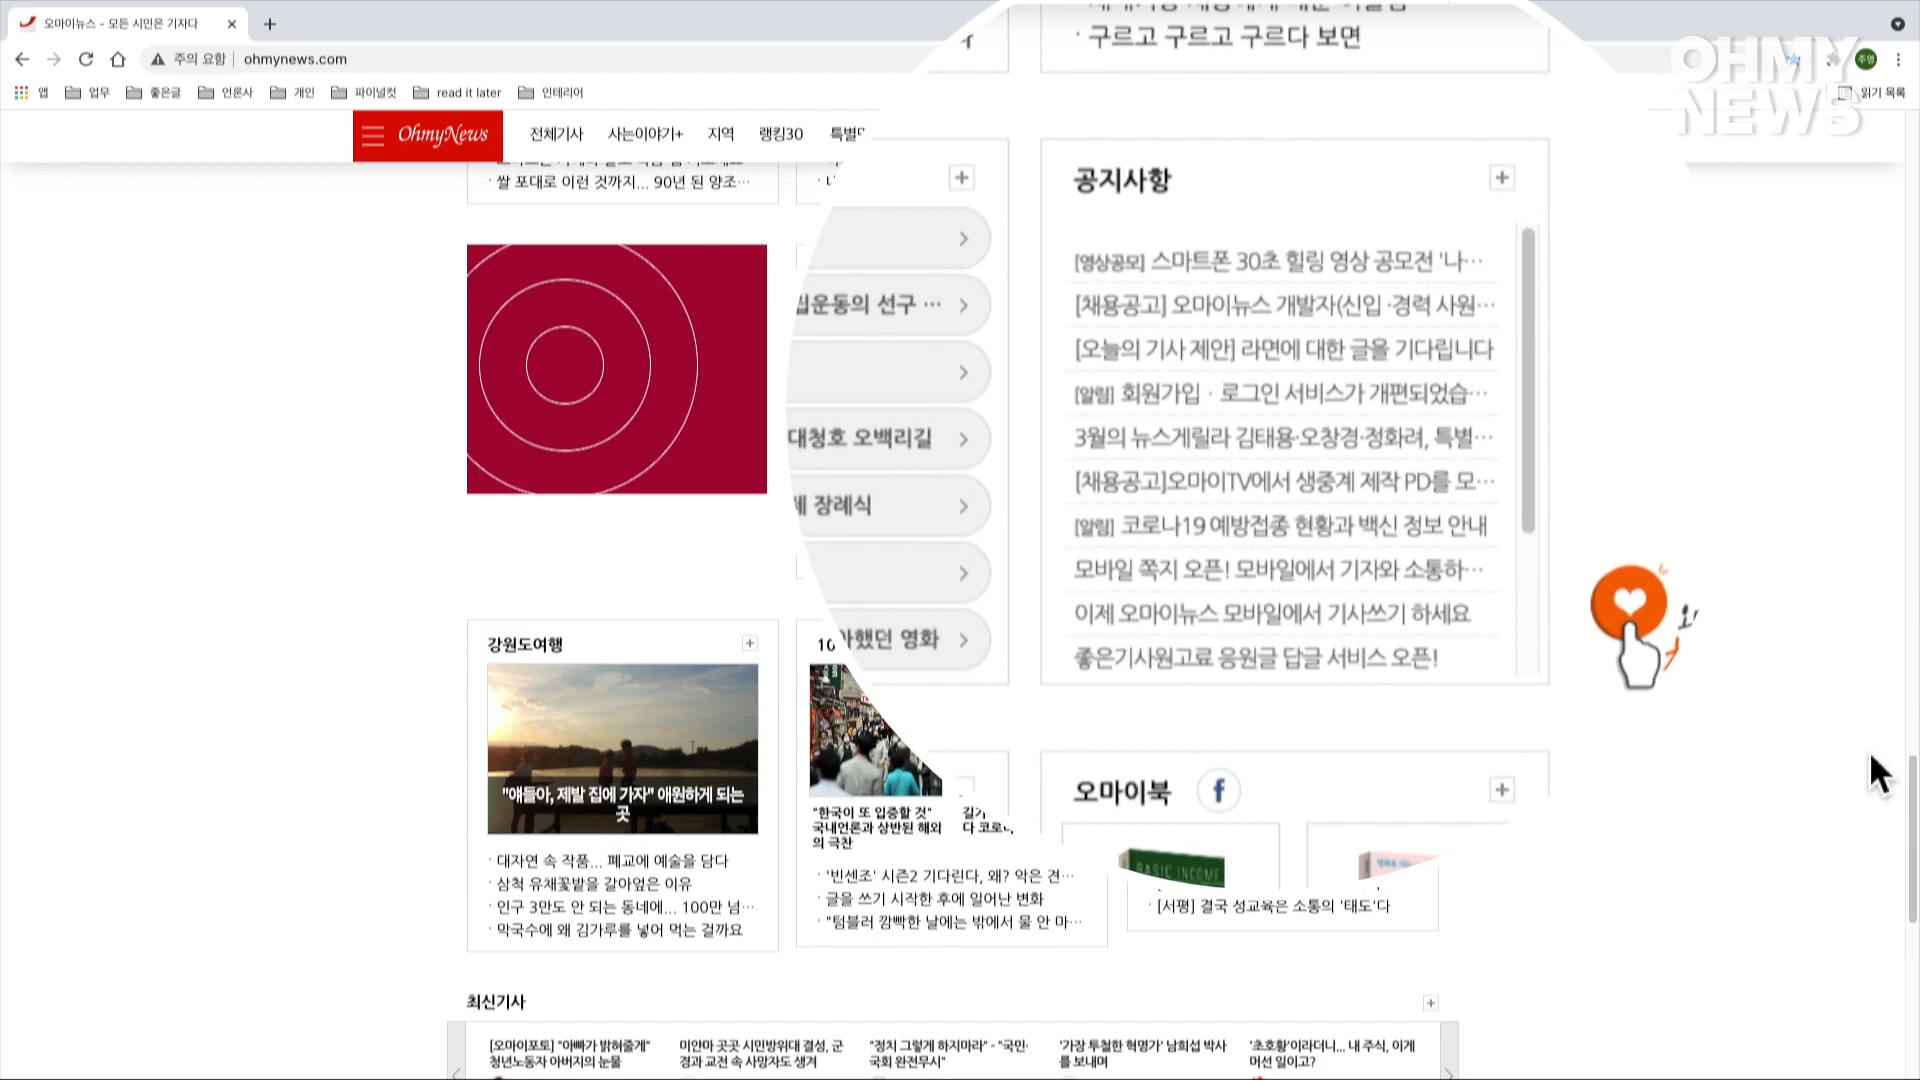 오마이뉴스 - 모든 시민은 기자다
주의 요함
ohmynews.com
앱
업무
좋은글
언론사
개인
파이널컷
read it later
인테리어
읽기 목록
주영
OHMY
NEWS
OhmyNews
전체기사
사는이야기+
지역
랭킹30
구르고 구르고 구르다 보면
쌀 포대로 이런 것까지... 90년 된 양조…
공지사항
[영상공모] 스마트폰 30초 힐링 영상 공모전 '나…
[채용공고] 오마이뉴스 개발자(신입 ·경력 사원…
[오늘의 기사 제안] 라면에 대한 글을 기다립니다
[알림] 회원가입 · 로그인 서비스가 개편되었습…
3월의 뉴스게릴라 김태용·오창경·정화려, 특별…
[채용공고]오마이TV에서 생중계 제작 PD를 모…
[알림] 코로나19 예방접종 현황과 백신 정보 안내
모바일 쪽지 오픈! 모바일에서 기자와 소통하…
이제 오마이뉴스 모바일에서 기사쓰기 하세요
좋은기사원고료 응원글 답글 서비스 오픈!
립운동의 선구 …
대청호 오백리길
장례식
했던 영화
강원도여행
"얘들아, 제발 집에 가자" 애원하게 되는
곳
대자연 속 작품... 폐교에 예술을 담다
삼척 유채꽃밭을 갈아엎은 이유
인구 3만도 안 되는 동네에... 100만 넘…
막국수에 왜 김가루를 넣어 먹는 걸까요
10
"한국이 또 입증할 것"
국내언론과 상반된 해외
의 극찬
'빈센조' 시즌2 기다린다, 왜? 악은 견…
글을 쓰기 시작한 후에 일어난 변화
"텀블러 깜빡한 날에는 밖에서 물 안 마…
오마이북
BASIC INCOME
[서평] 결국 성교육은 소통의 '태도'다
최신기사
[오마이포토] "아빠가 밝혀줄게"
청년노동자 아버지의 눈물
미얀마 곳곳 시민방위대 결성, 군
경과 교전 속 사망자도 생겨
"정치 그렇게 하지마라" - "국민·
국회 완전무시"
'가장 투철한 혁명가' 남희섭 박사
를 보내며
'초호황'이라더니... 내 주식, 이게
머선 일이고?